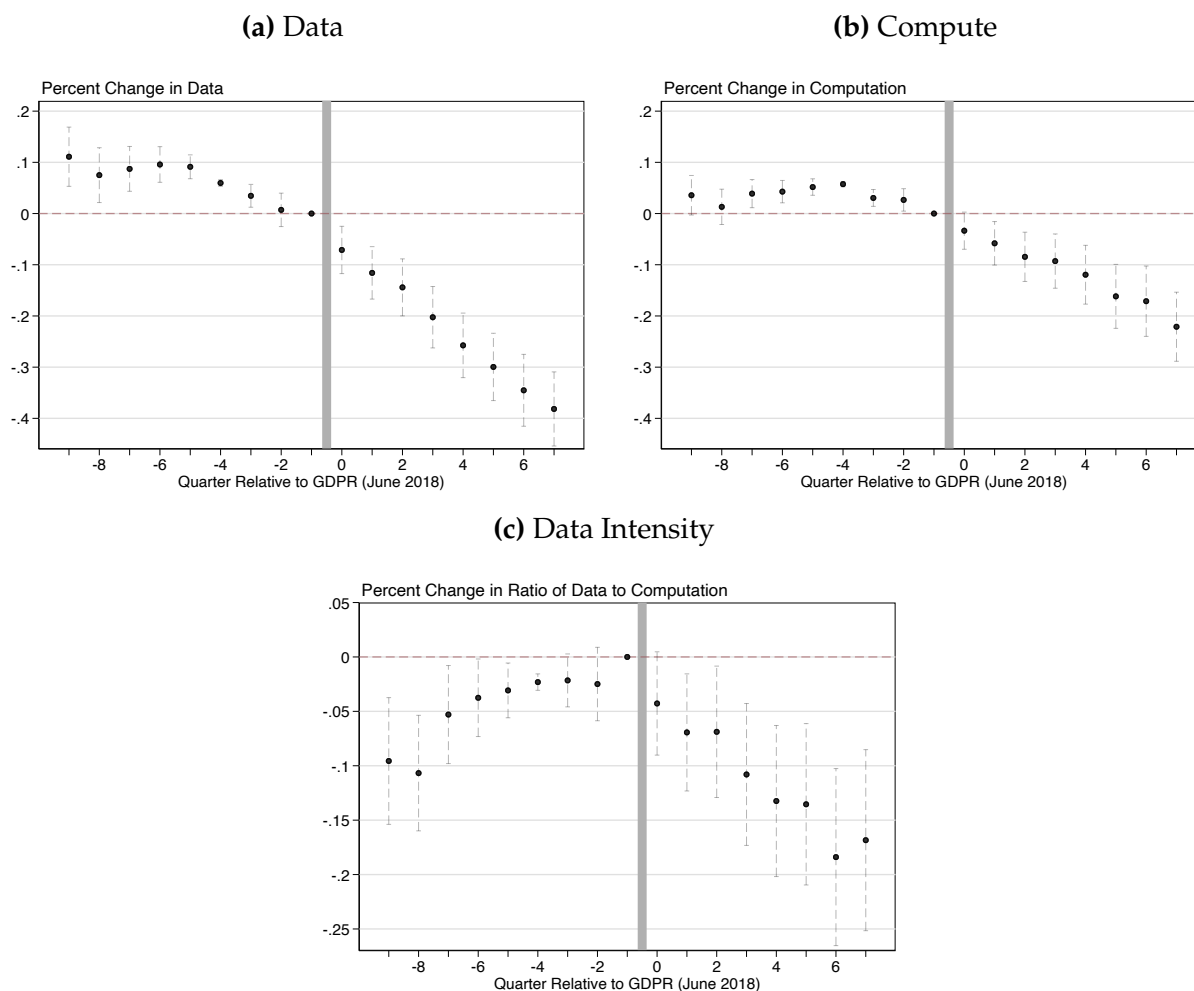 (a) Data
Percent Change in Data
.2
.1
0
-.1
-.2
-.3
-.4
-8 -6 -4 -2 0 2 4 6
Quarter Relative to GDPR (June 2018)
(b) Compute
Percent Change in Computation
.2
.1
0
-.1
-.2
-.3
-.4
-8 -6 -4 -2 0 2 4 6
Quarter Relative to GDPR (June 2018)
(c) Data Intensity
Percent Change in Ratio of Data to Computation
.05
0
-.05
-.1
-.15
-.2
-.25
-8 -6 -4 -2 0 2 4 6
Quarter Relative to GDPR (June 2018)